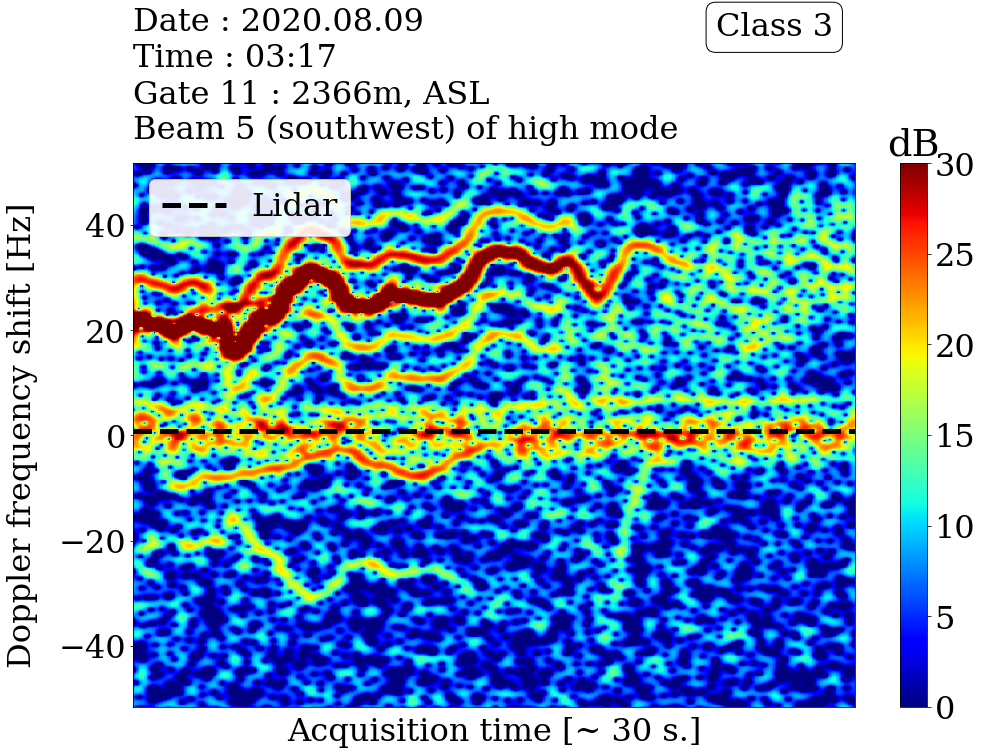 Date : 2020.08.09
Time : 03:17
Gate 11 : 2366m, ASL
Beam 5 (southwest) of high mode
Class 3
dB
Lidar
Doppler frequency shift [Hz]
40
20
0
−20
−40
Acquisition time [~ 30 s.]
30
25
20
15
10
5
0